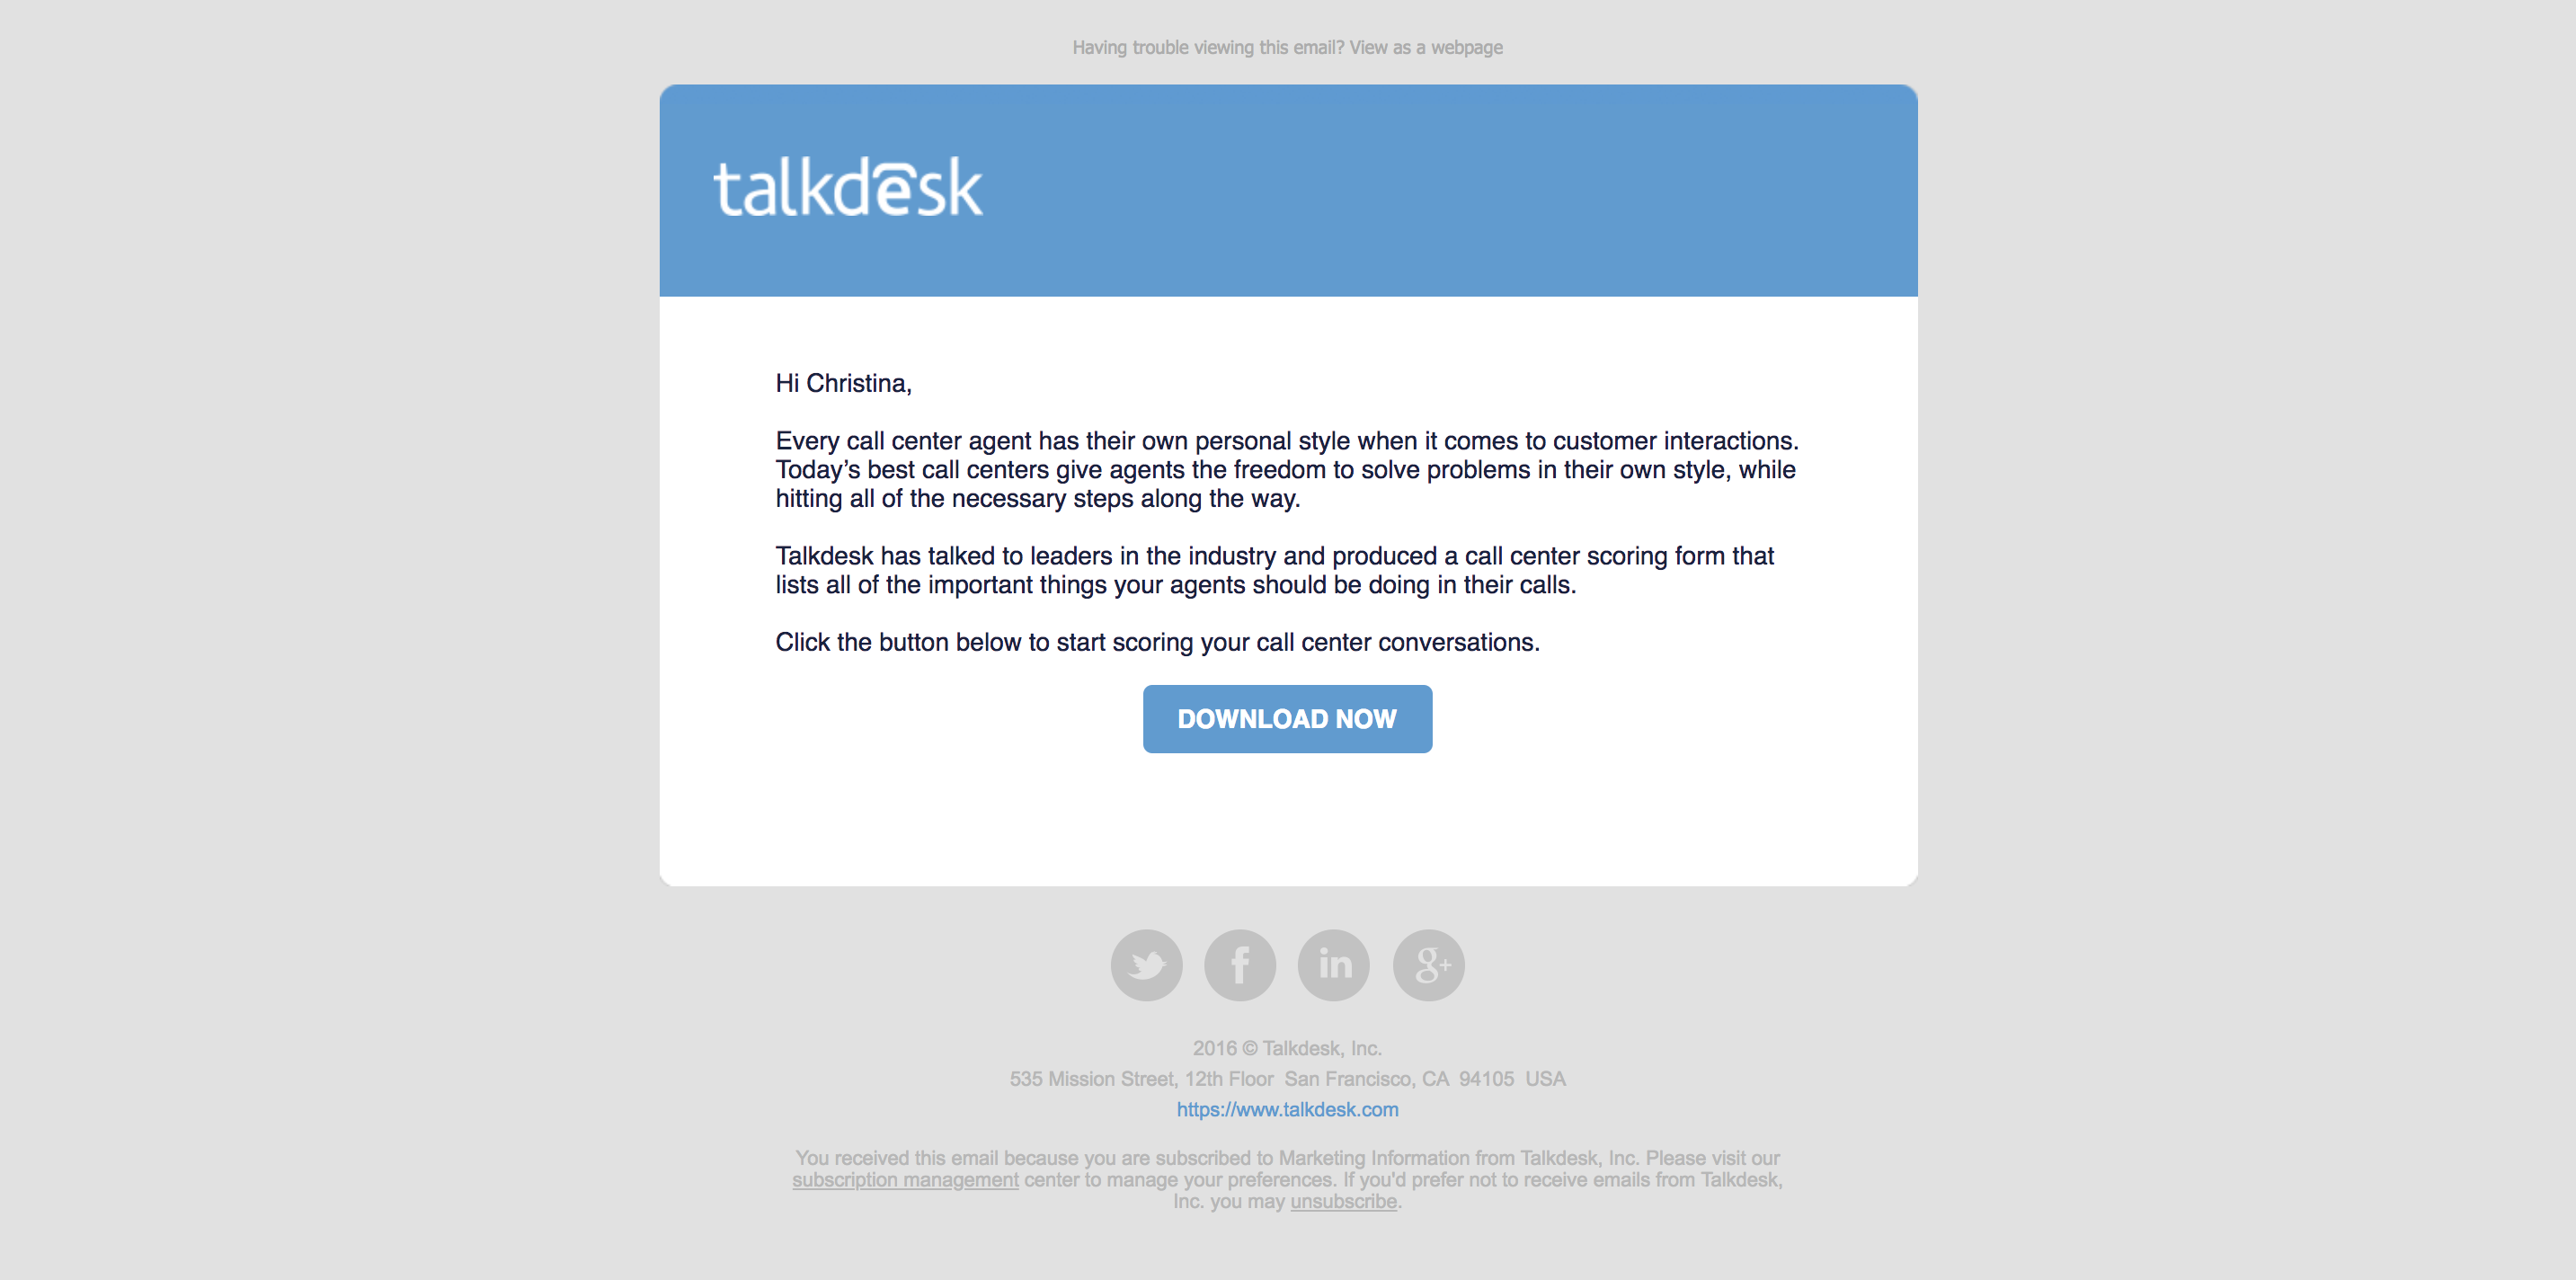 Having trouble viewing this email? View as a webpage
talkdesk
Hi Christina,
Every call center agent has their own personal style when it comes to customer interactions.
Today’s best call centers give agents the freedom to solve problems in their own style, while
hitting all of the necessary steps along the way.
Talkdesk has talked to leaders in the industry and produced a call center scoring form that
lists all of the important things your agents should be doing in their calls.
Click the button below to start scoring your call center conversations.
DOWNLOAD NOW
f in g+
2016 © Talkdesk, Inc.
535 Mission Street, 12th Floor  San Francisco, CA  94105  USA
https://www.talkdesk.com
You received this email because you are subscribed to Marketing Information from Talkdesk, Inc. Please visit our
subscription management center to manage your preferences. If you'd prefer not to receive emails from Talkdesk,
Inc. you may unsubscribe.